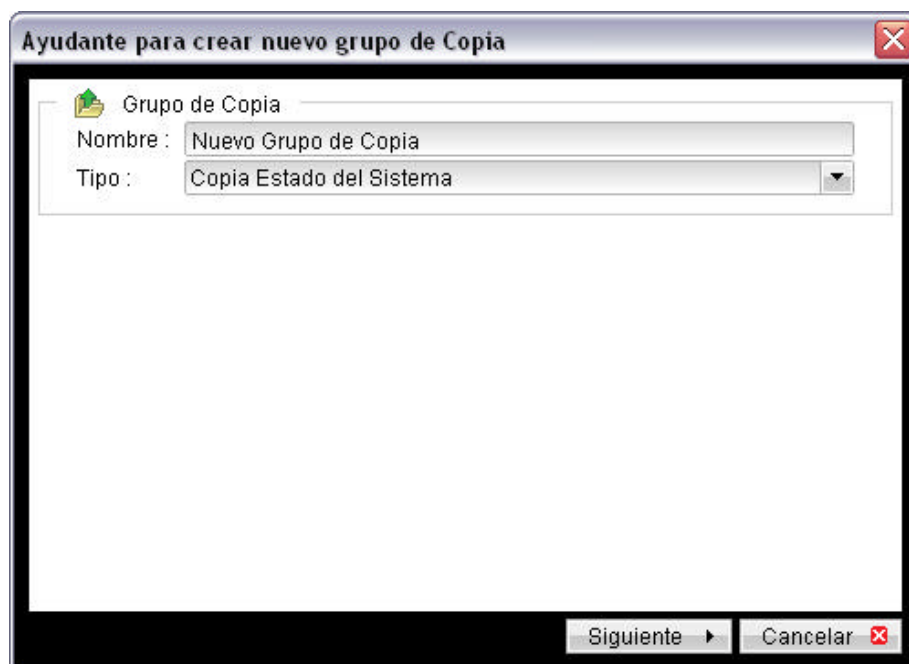 Ayudante para crear nuevo grupo de Copia
Grupo de Copia
Nombre : Nuevo Grupo de Copia
Tipo : Copia Estado del Sistema
Siguiente Cancelar